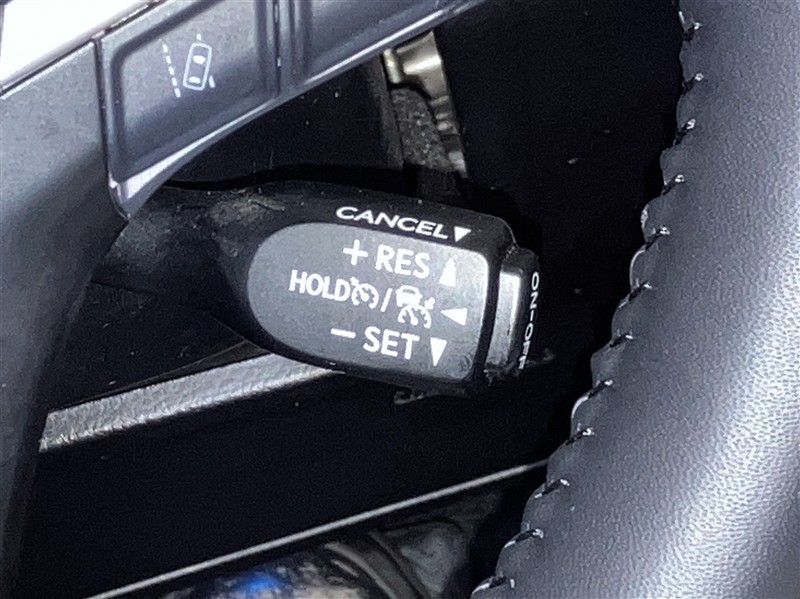 CANCEL▼
+ RES ▲
HOLD / ◀
− SET ▼
ON-OFF